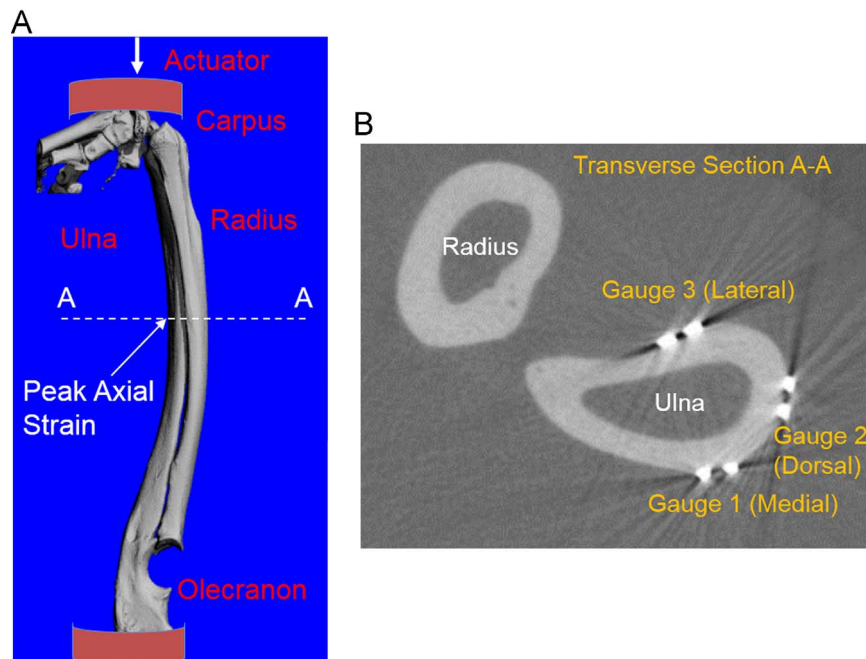 A
Actuator
Carpus
Radius
Ulna
A A
Peak Axial
Strain
Olecranon
B
Transverse Section A-A
Radius
Gauge 3 (Lateral)
Ulna
Gauge 2
(Dorsal)
Gauge 1 (Medial)